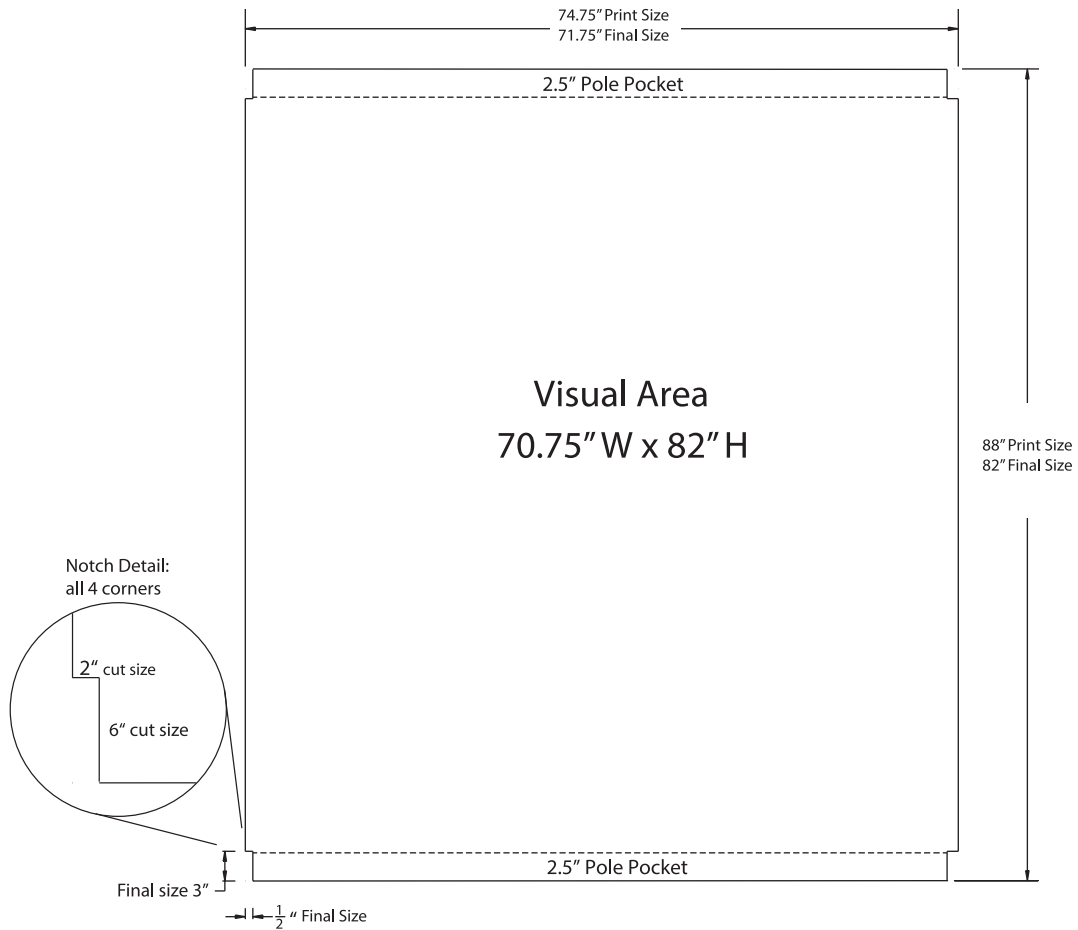 74.75” Print Size
71.75” Final Size
2.5” Pole Pocket
Visual Area
70.75” W x 82” H
88” Print Size
82” Final Size
Notch Detail:
all 4 corners
2“ cut size
6“ cut size
2.5” Pole Pocket
Final size 3”
1/2 “ Final Size